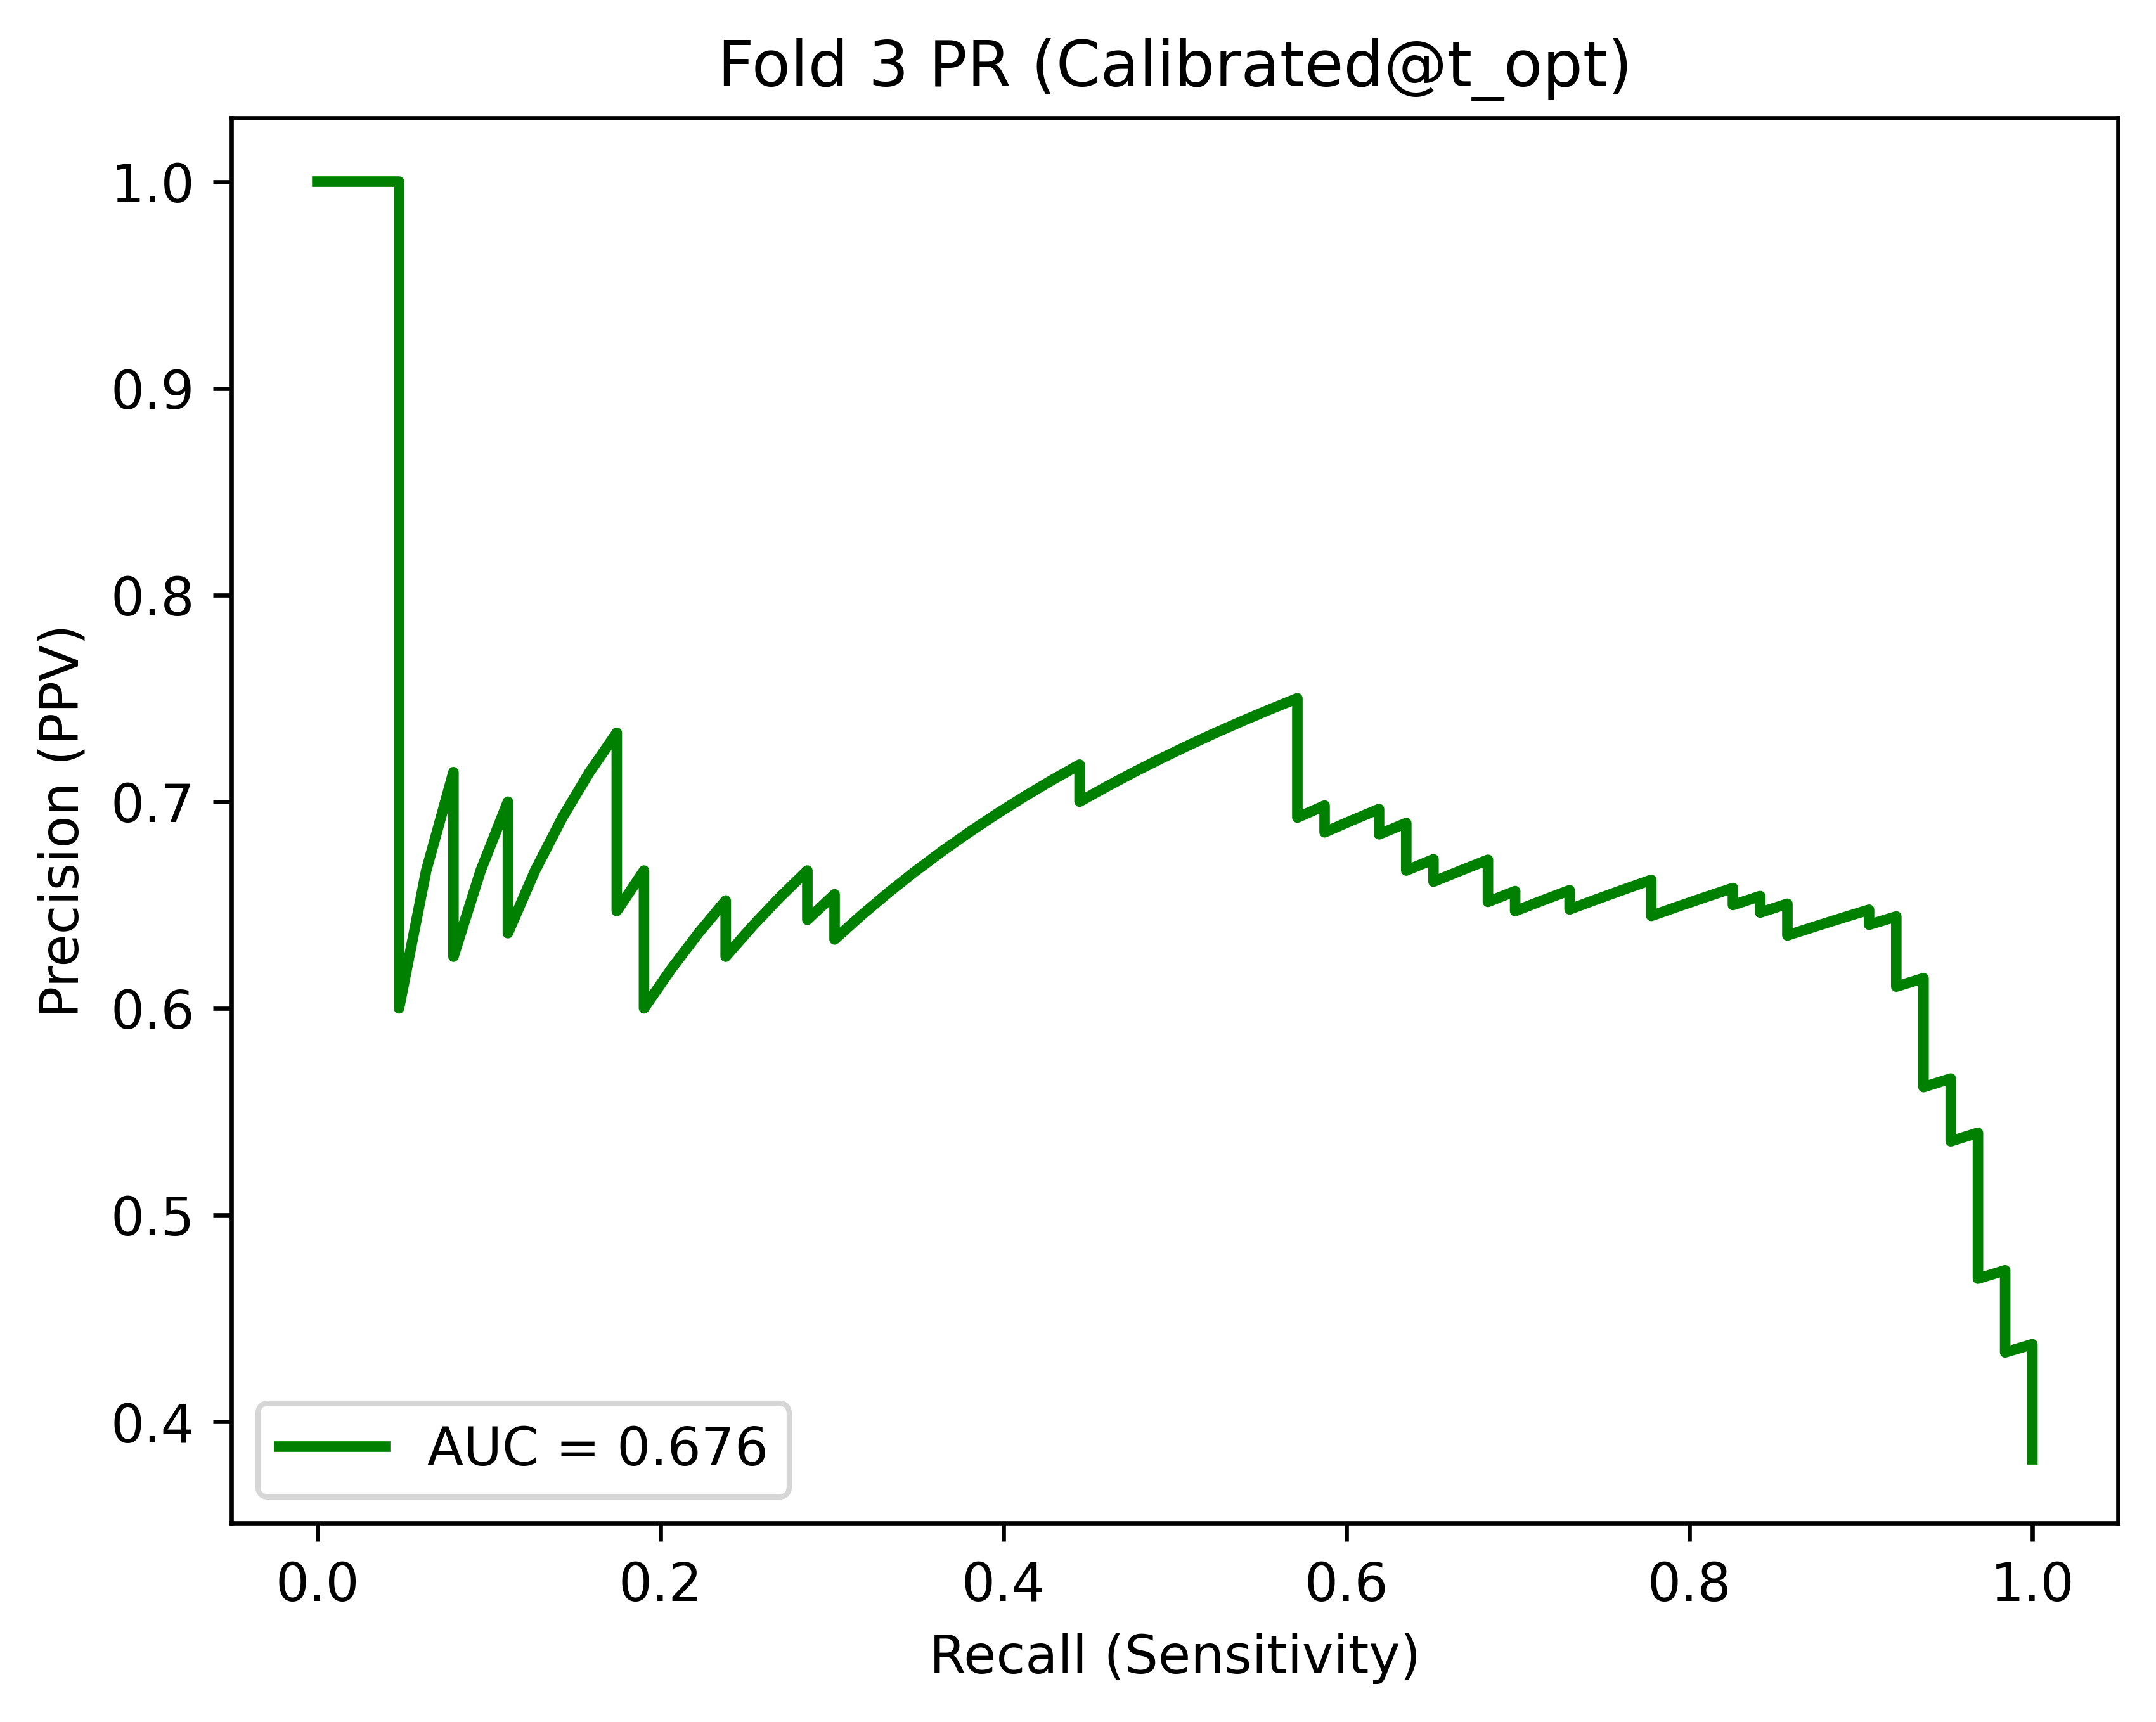 Fold 3 PR (Calibrated@t_opt)
Precision (PPV)
1.0
0.9
0.8
0.7
0.6
0.5
0.4
AUC = 0.676
0.0 0.2 0.4 0.6 0.8 1.0
Recall (Sensitivity)